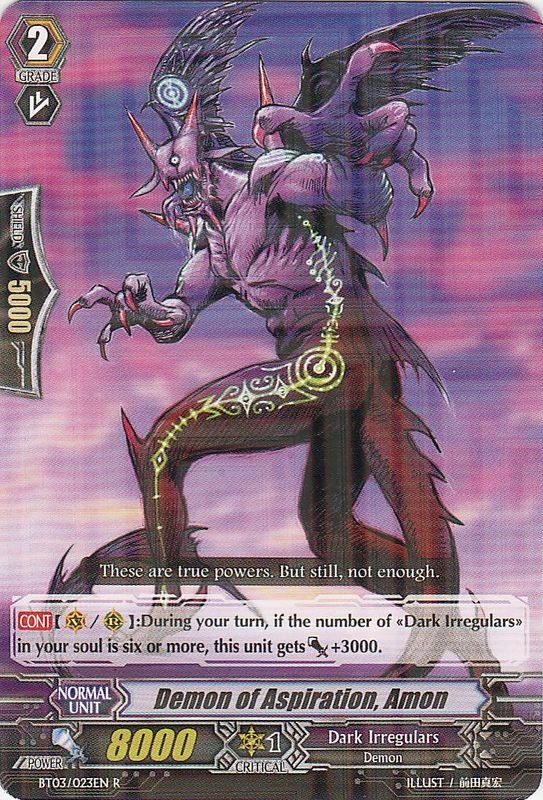 2
GRADE
SHIELD
5000
These are true powers. But still, not enough.
CONT【 V / R 】:During your turn, if the number of «Dark Irregulars»
in your soul is six or more, this unit gets +3000.
NORMAL
UNIT
Demon of Aspiration, Amon
POWER
8000
1
CRITICAL
Dark Irregulars
Demon
BT03/023EN R
ILLUST / 前田真宏